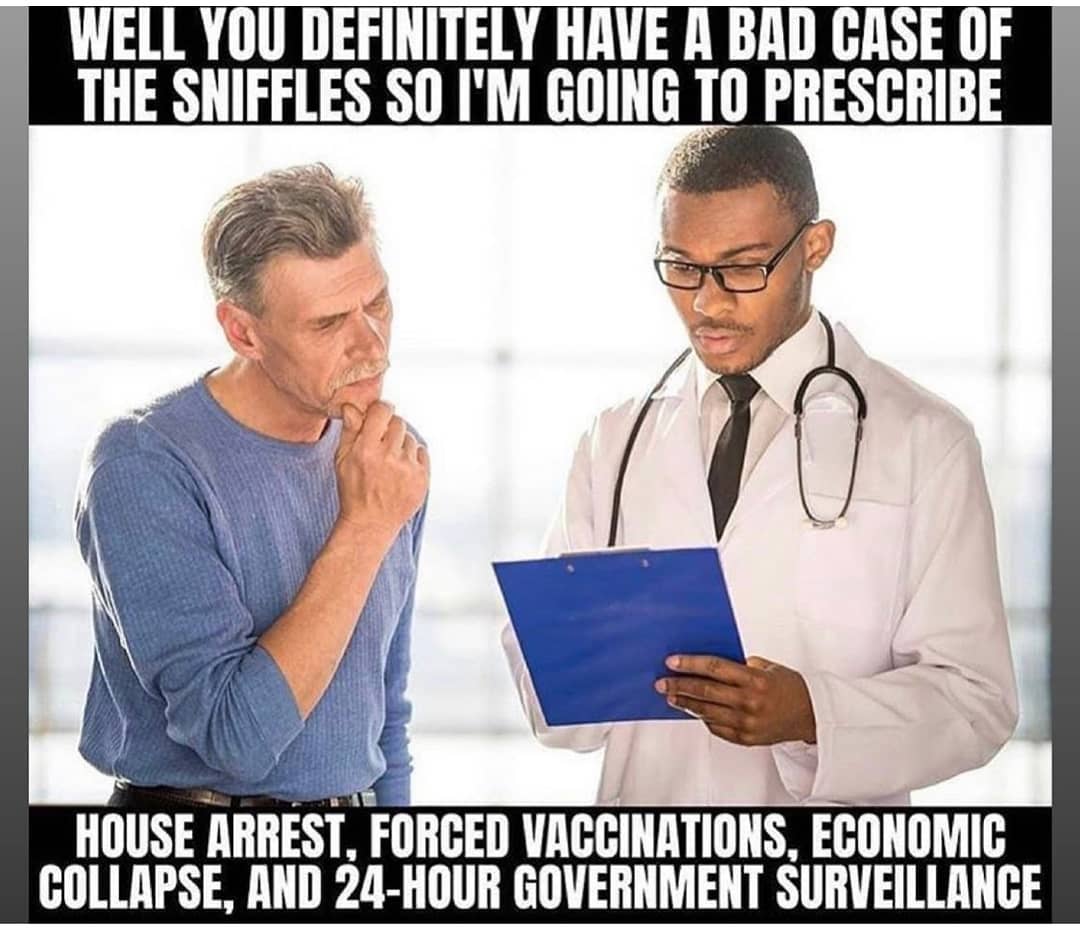 WELL YOU DEFINITELY HAVE A BAD CASE OF
THE SNIFFLES SO I'M GOING TO PRESCRIBE
HOUSE ARREST, FORCED VACCINATIONS, ECONOMIC
COLLAPSE, AND 24-HOUR GOVERNMENT SURVEILLANCE